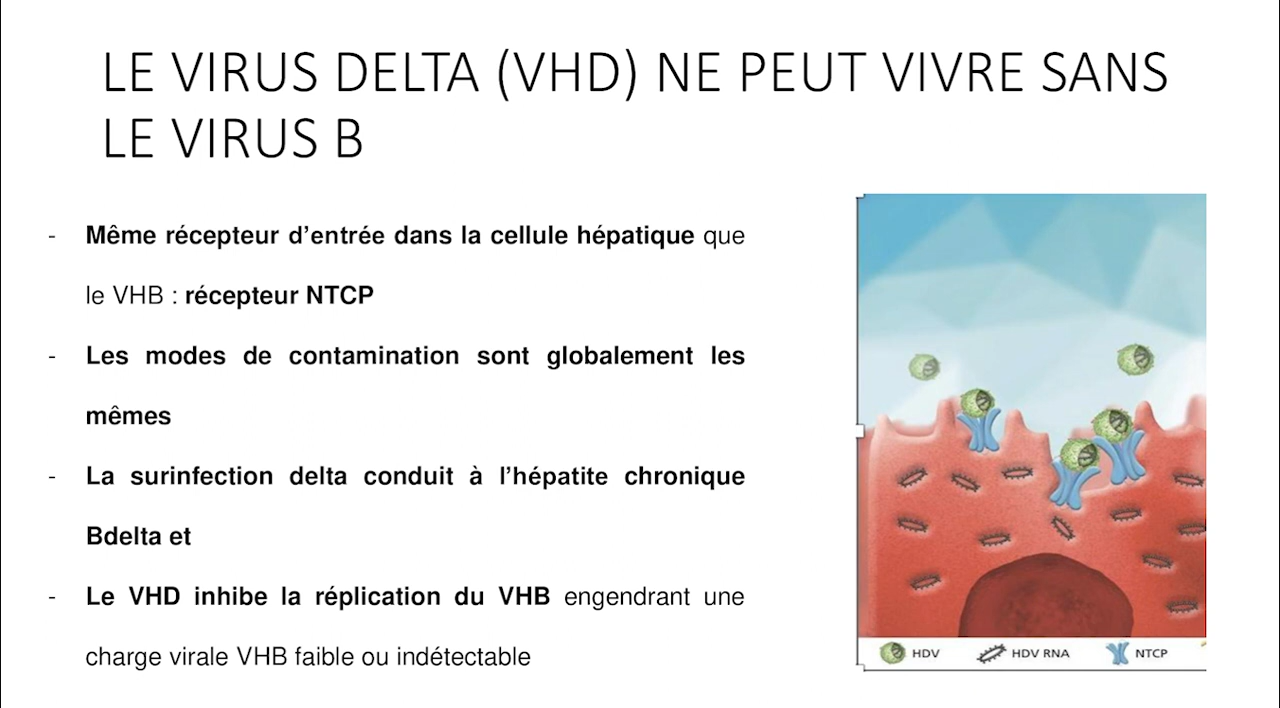 LE VIRUS DELTA (VHD) NE PEUT VIVRE SANS
LE VIRUS B
- Même récepteur d’entrée dans la cellule hépatique que
le VHB : récepteur NTCP
- Les modes de contamination sont globalement les
mêmes
- La surinfection delta conduit à l’hépatite chronique
Bdelta et
- Le VHD inhibe la réplication du VHB engendrant une
charge virale VHB faible ou indétectable
HDV HDV RNA NTCP